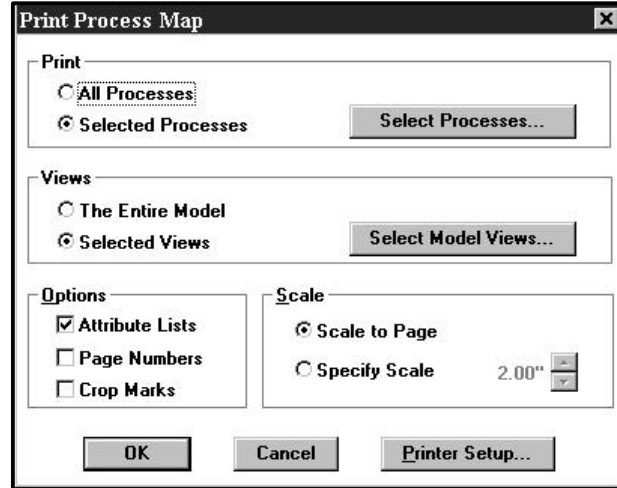 Print Process Map
Print
All Processes
Selected Processes
Select Processes...
Views
The Entire Model
Selected Views
Select Model Views...
Options
Attribute Lists
Page Numbers
Crop Marks
Scale
Scale to Page
Specify Scale
2.00"
OK
Cancel
Printer Setup...